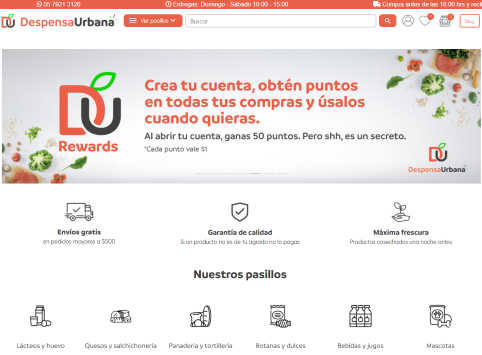 55 7921 3126
Entregas: Domingo - Sábado 10:00 - 15:00
Compra antes de las 18:00 hrs y reci
DespensaUrbana
Ver pasillos
Buscar
Blog
Crea tu cuenta, obtén puntos
en todas tus compras y úsalos
cuando quieras.
Al abrir tu cuenta, ganas 50 puntos. Pero shh, es un secreto.
*Cada punto vale $1
DU
Rewards
DespensaUrbana
Envíos gratis
en pedidos mayores a $500
Garantía de calidad
Si un producto no es de tu agrado no lo pagas
Máxima frescura
Productos cosechados una noche antes
Nuestros pasillos
Lácteos y huevo
Quesos y salchichonería
Panadería y tortillería
Botanas y dulces
Bebidas y jugos
Mascotas